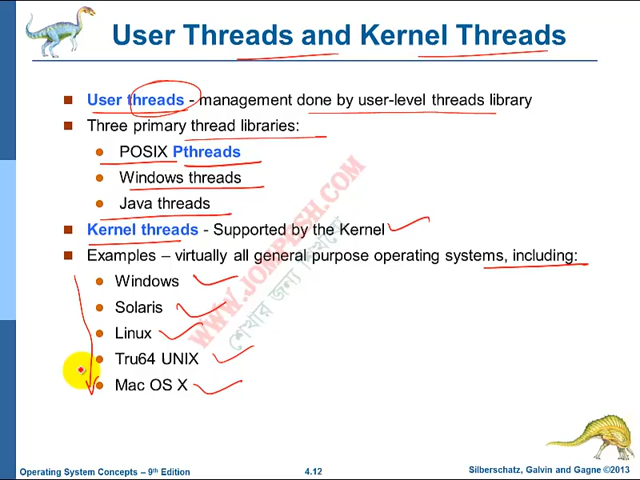 User Threads and Kernel Threads
User threads - management done by user-level threads library
Three primary thread libraries:
POSIX Pthreads
Windows threads
Java threads
Kernel threads - Supported by the Kernel
Examples – virtually all general purpose operating systems, including:
Windows
Solaris
Linux
Tru64 UNIX
Mac OS X
WWW.JOMPESH.COM
শেখার জন্য নিবেশে
Operating System Concepts – 9th Edition
4.12
Silberschatz, Galvin and Gagne ©2013